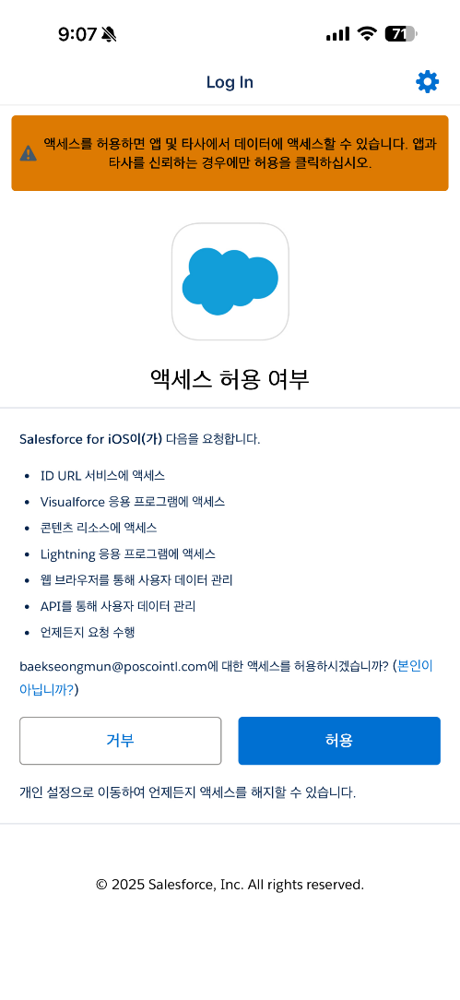 9:07
71
Log In
액세스를 허용하면 앱 및 타사에서 데이터에 액세스할 수 있습니다. 앱과
타사를 신뢰하는 경우에만 허용을 클릭하십시오.
액세스 허용 여부
Salesforce for iOS이(가) 다음을 요청합니다.
• ID URL 서비스에 액세스
• Visualforce 응용 프로그램에 액세스
• 콘텐츠 리소스에 액세스
• Lightning 응용 프로그램에 액세스
• 웹 브라우저를 통해 사용자 데이터 관리
• API를 통해 사용자 데이터 관리
• 언제든지 요청 수행
baekseongmun@poscointl.com에 대한 액세스를 허용하시겠습니까? (본인이
아닙니까?)
거부
허용
개인 설정으로 이동하여 언제든지 액세스를 해지할 수 있습니다.
© 2025 Salesforce, Inc. All rights reserved.